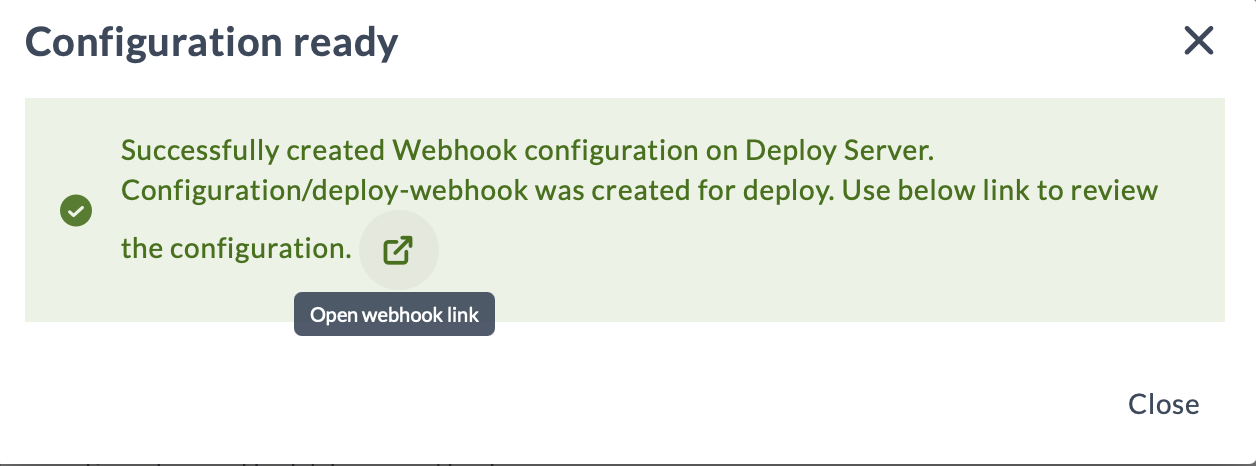 Configuration ready
Successfully created Webhook configuration on Deploy Server.
Configuration/deploy-webhook was created for deploy. Use below link to review
the configuration.
Open webhook link
Close